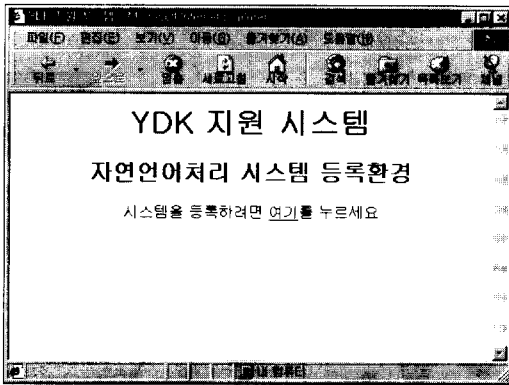 파일(F) 편집(E) 보기(V) 이동(G) 즐겨찾기(A) 도움말(H)
뒤로 멈춤 새로고침 시작 검색 즐겨찾기 목록보기 채널
YDK 지원 시스템
자연언어처리 시스템 등록환경
시스템을 등록하려면 여기를 누르세요
내 컴퓨터